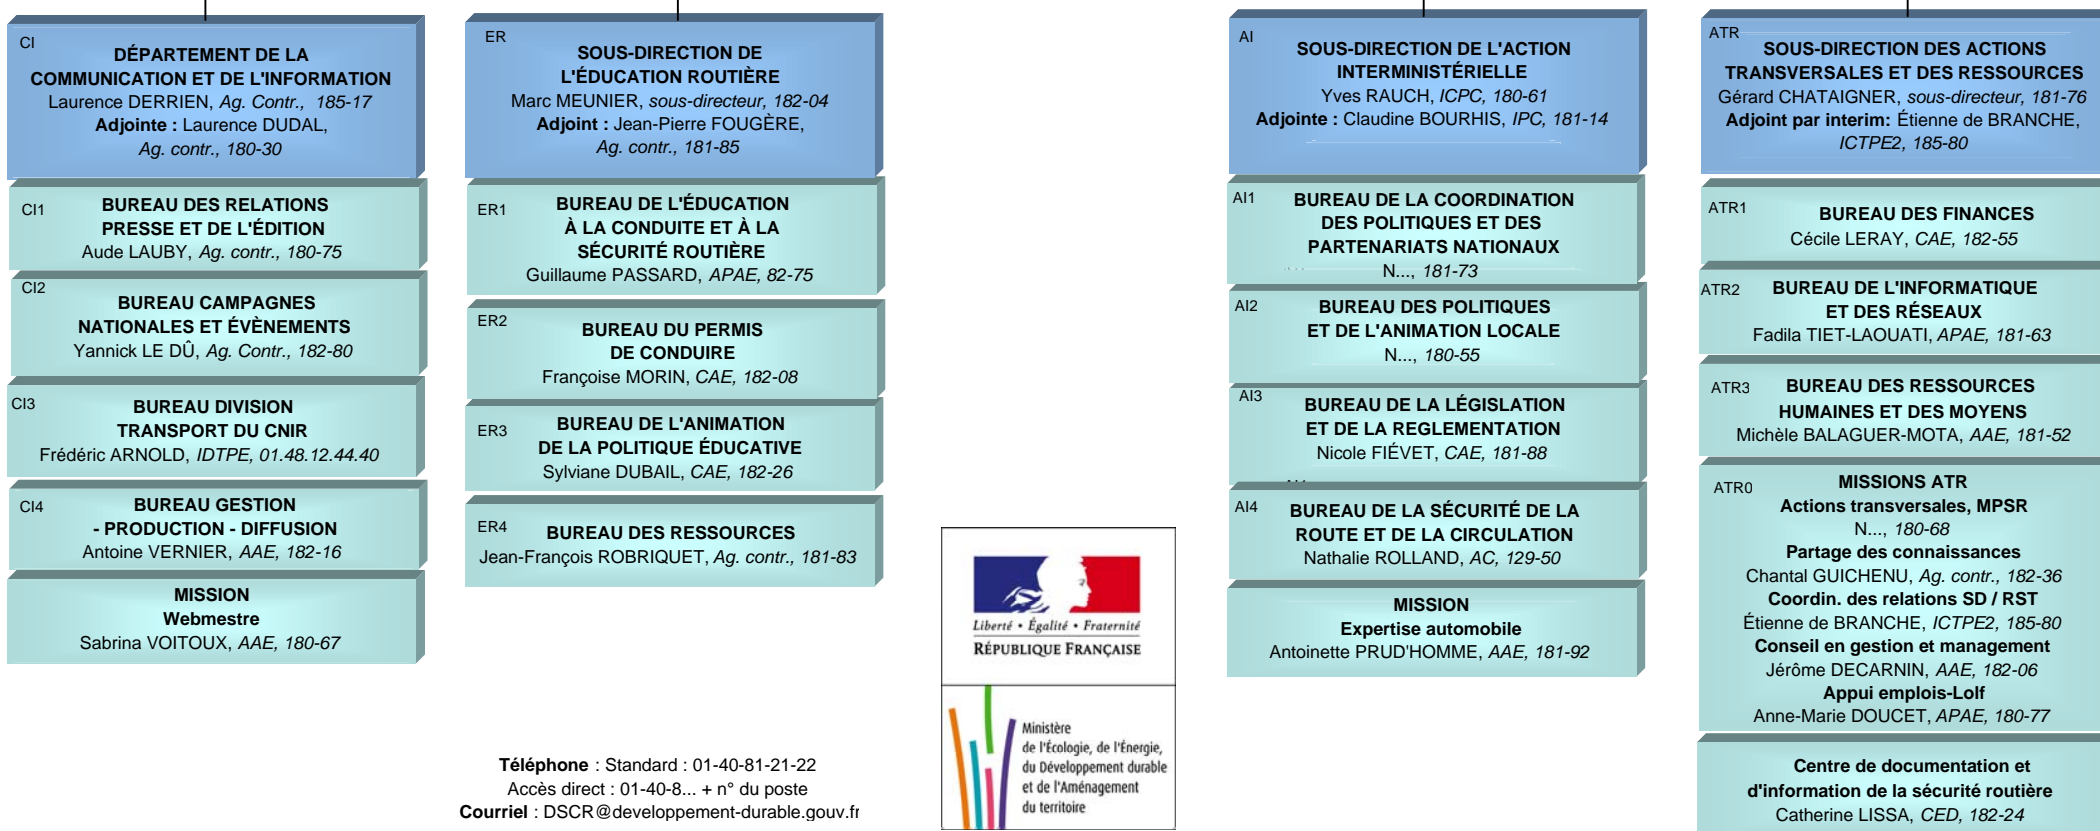 CI
DÉPARTEMENT DE LA
COMMUNICATION ET DE L'INFORMATION
Laurence DERRIEN, Ag. Contr., 185-17
Adjointe : Laurence DUDAL,
Ag. contr., 180-30
CI1
BUREAU DES RELATIONS
PRESSE ET DE L'ÉDITION
Aude LAUBY, Ag. contr., 180-75
CI2
BUREAU CAMPAGNES
NATIONALES ET ÉVÈNEMENTS
Yannick LE DÛ, Ag. Contr., 182-80
CI3
BUREAU DIVISION
TRANSPORT DU CNIR
Frédéric ARNOLD, IDTPE, 01.48.12.44.40
CI4
BUREAU GESTION
- PRODUCTION - DIFFUSION
Antoine VERNIER, AAE, 182-16
MISSION
Webmestre
Sabrina VOITOUX, AAE, 180-67
ER
SOUS-DIRECTION DE
L'ÉDUCATION ROUTIÈRE
Marc MEUNIER, sous-directeur, 182-04
Adjoint : Jean-Pierre FOUGÈRE,
Ag. contr., 181-85
ER1
BUREAU DE L'ÉDUCATION
À LA CONDUITE ET À LA
SÉCURITÉ ROUTIÈRE
Guillaume PASSARD, APAE, 82-75
ER2
BUREAU DU PERMIS
DE CONDUIRE
Françoise MORIN, CAE, 182-08
ER3
BUREAU DE L'ANIMATION
DE LA POLITIQUE ÉDUCATIVE
Sylviane DUBAIL, CAE, 182-26
ER4
BUREAU DES RESSOURCES
Jean-François ROBRIQUET, Ag. contr., 181-83
Téléphone : Standard : 01-40-81-21-22
Accès direct : 01-40-8... + n° du poste
Courriel : DSCR@developpement-durable.gouv.fr
Liberté • Égalité • Fraternité
RÉPUBLIQUE FRANÇAISE
Ministère
de l'Écologie, de l'Énergie,
du Développement durable
et de l'Aménagement
du territoire
AI
SOUS-DIRECTION DE L'ACTION
INTERMINISTÉRIELLE
Yves RAUCH, ICPC, 180-61
Adjointe : Claudine BOURHIS, IPC, 181-14
AI1
BUREAU DE LA COORDINATION
DES POLITIQUES ET DES
PARTENARIATS NATIONAUX
N..., 181-73
AI2
BUREAU DES POLITIQUES
ET DE L'ANIMATION LOCALE
N..., 180-55
AI3
BUREAU DE LA LÉGISLATION
ET DE LA REGLEMENTATION
Nicole FIÉVET, CAE, 181-88
AI4
BUREAU DE LA SÉCURITÉ DE LA
ROUTE ET DE LA CIRCULATION
Nathalie ROLLAND, AC, 129-50
MISSION
Expertise automobile
Antoinette PRUD'HOMME, AAE, 181-92
ATR
SOUS-DIRECTION DES ACTIONS
TRANSVERSALES ET DES RESSOURCES
Gérard CHATAIGNER, sous-directeur, 181-76
Adjoint par interim: Étienne de BRANCHE,
ICTPE2, 185-80
ATR1
BUREAU DES FINANCES
Cécile LERAY, CAE, 182-55
ATR2
BUREAU DE L'INFORMATIQUE
ET DES RÉSEAUX
Fadila TIET-LAOUATI, APAE, 181-63
ATR3
BUREAU DES RESSOURCES
HUMAINES ET DES MOYENS
Michèle BALAGUER-MOTA, AAE, 181-52
ATR0
MISSIONS ATR
Actions transversales, MPSR
N..., 180-68
Partage des connaissances
Chantal GUICHENU, Ag. contr., 182-36
Coordin. des relations SD / RST
Étienne de BRANCHE, ICTPE2, 185-80
Conseil en gestion et management
Jérôme DECARNIN, AAE, 182-06
Appui emplois-Lolf
Anne-Marie DOUCET, APAE, 180-77
Centre de documentation et
d'information de la sécurité routière
Catherine LISSA, CED, 182-24